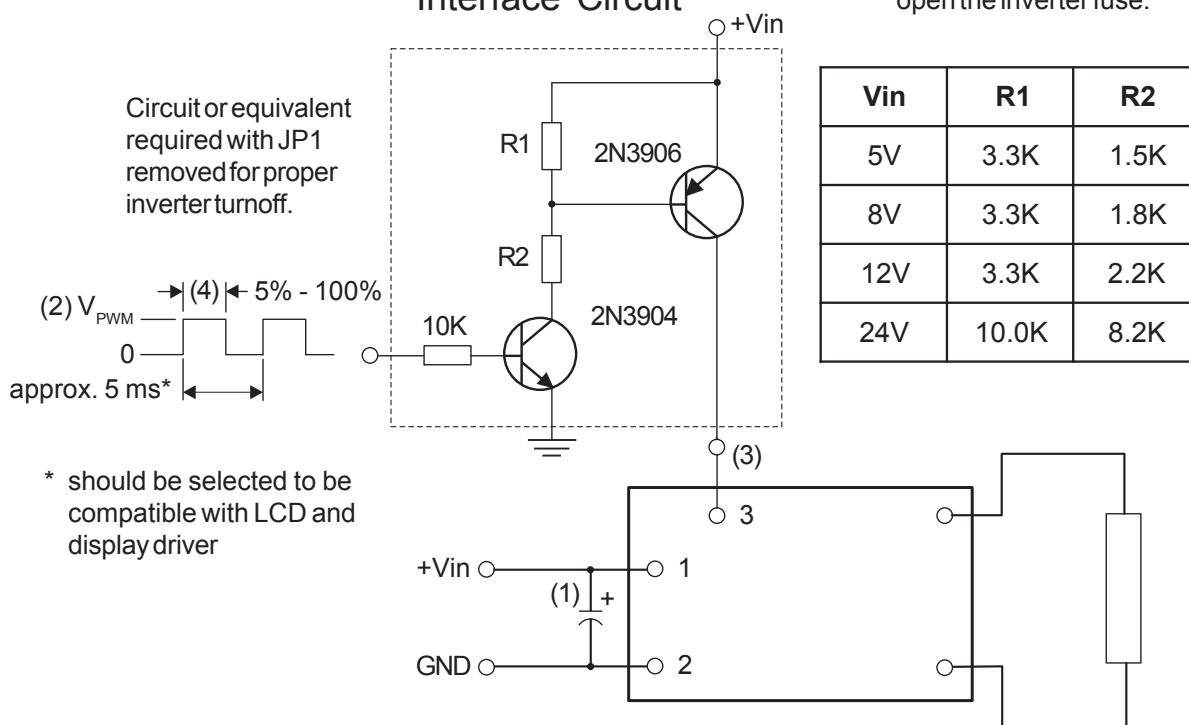 Interface Circuit
open the inverter fuse.
+Vin
Circuit or equivalent
required with JP1
removed for proper
inverter turnoff.
R1
2N3906
R2
2N3904
10K
(4) 5% - 100%
(2) VPWM
0
approx. 5 ms*
* should be selected to be
compatible with LCD and
display driver
Vin R1 R2
5V 3.3K 1.5K
8V 3.3K 1.8K
12V 3.3K 2.2K
24V 10.0K 8.2K
(3)
3
+Vin
1
(1) +
GND
2